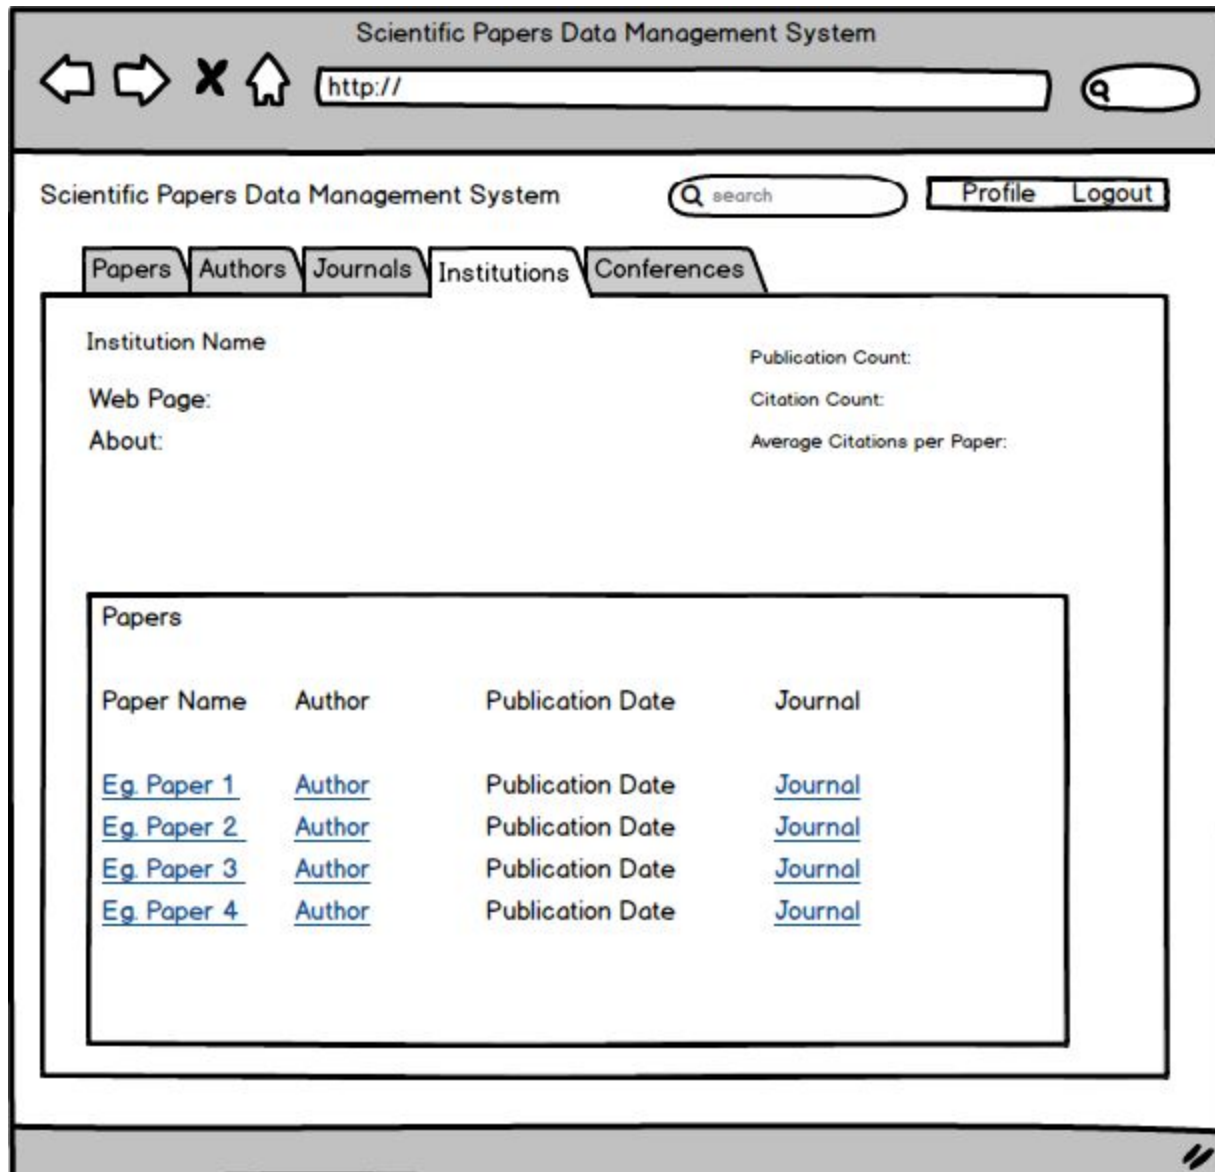 Scientific Papers Data Management System
http://
Scientific Papers Data Management System
search
Profile Logout
Papers Authors Journals Institutions Conferences
Institution Name
Publication Count:
Web Page:
Citation Count:
About:
Average Citations per Paper:
Papers
Paper Name Author Publication Date Journal
Eg. Paper 1 Author Publication Date Journal
Eg. Paper 2 Author Publication Date Journal
Eg. Paper 3 Author Publication Date Journal
Eg. Paper 4 Author Publication Date Journal